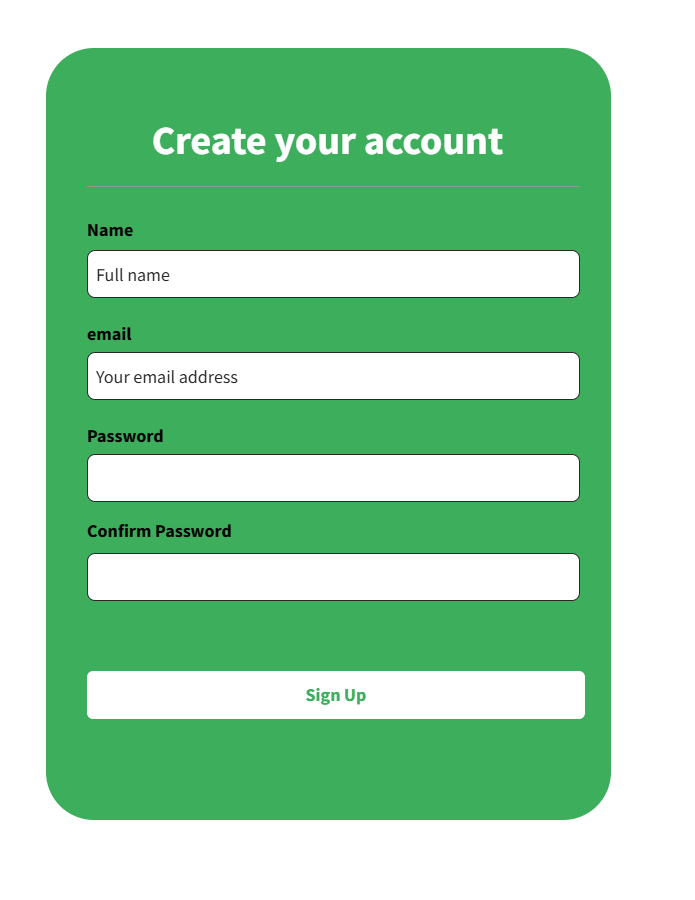 Create your account
Name
Full name
email
Your email address
Password
Confirm Password
Sign Up